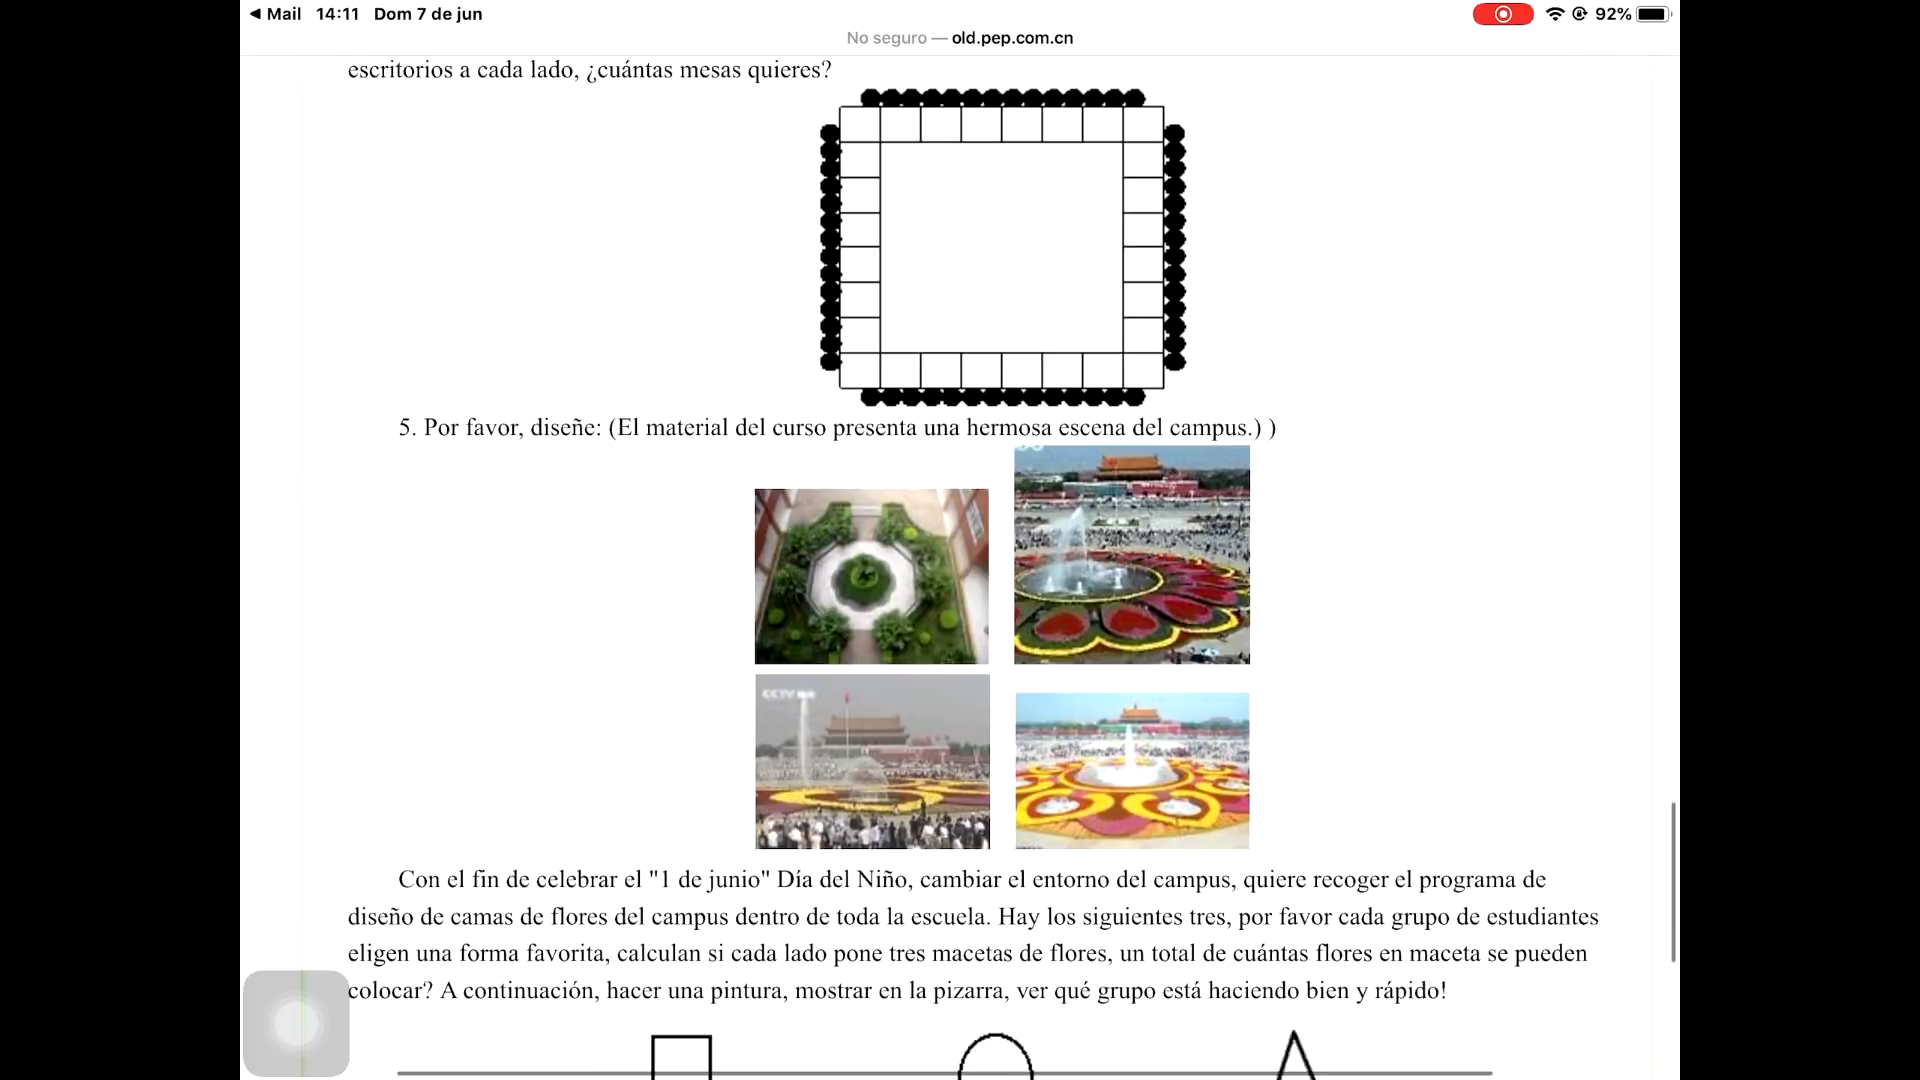 Mail 14:11 Dom 7 de jun 92%
No seguro — old.pep.com.cn
escritorios a cada lado, ¿cuántas mesas quieres?
5. Por favor, diseñe: (El material del curso presenta una hermosa escena del campus.) )
CCTV
Con el fin de celebrar el "1 de junio" Día del Niño, cambiar el entorno del campus, quiere recoger el programa de
diseño de camas de flores del campus dentro de toda la escuela. Hay los siguientes tres, por favor cada grupo de estudiantes
eligen una forma favorita, calculan si cada lado pone tres macetas de flores, un total de cuántas flores en maceta se pueden
colocar? A continuación, hacer una pintura, mostrar en la pizarra, ver qué grupo está haciendo bien y rápido!